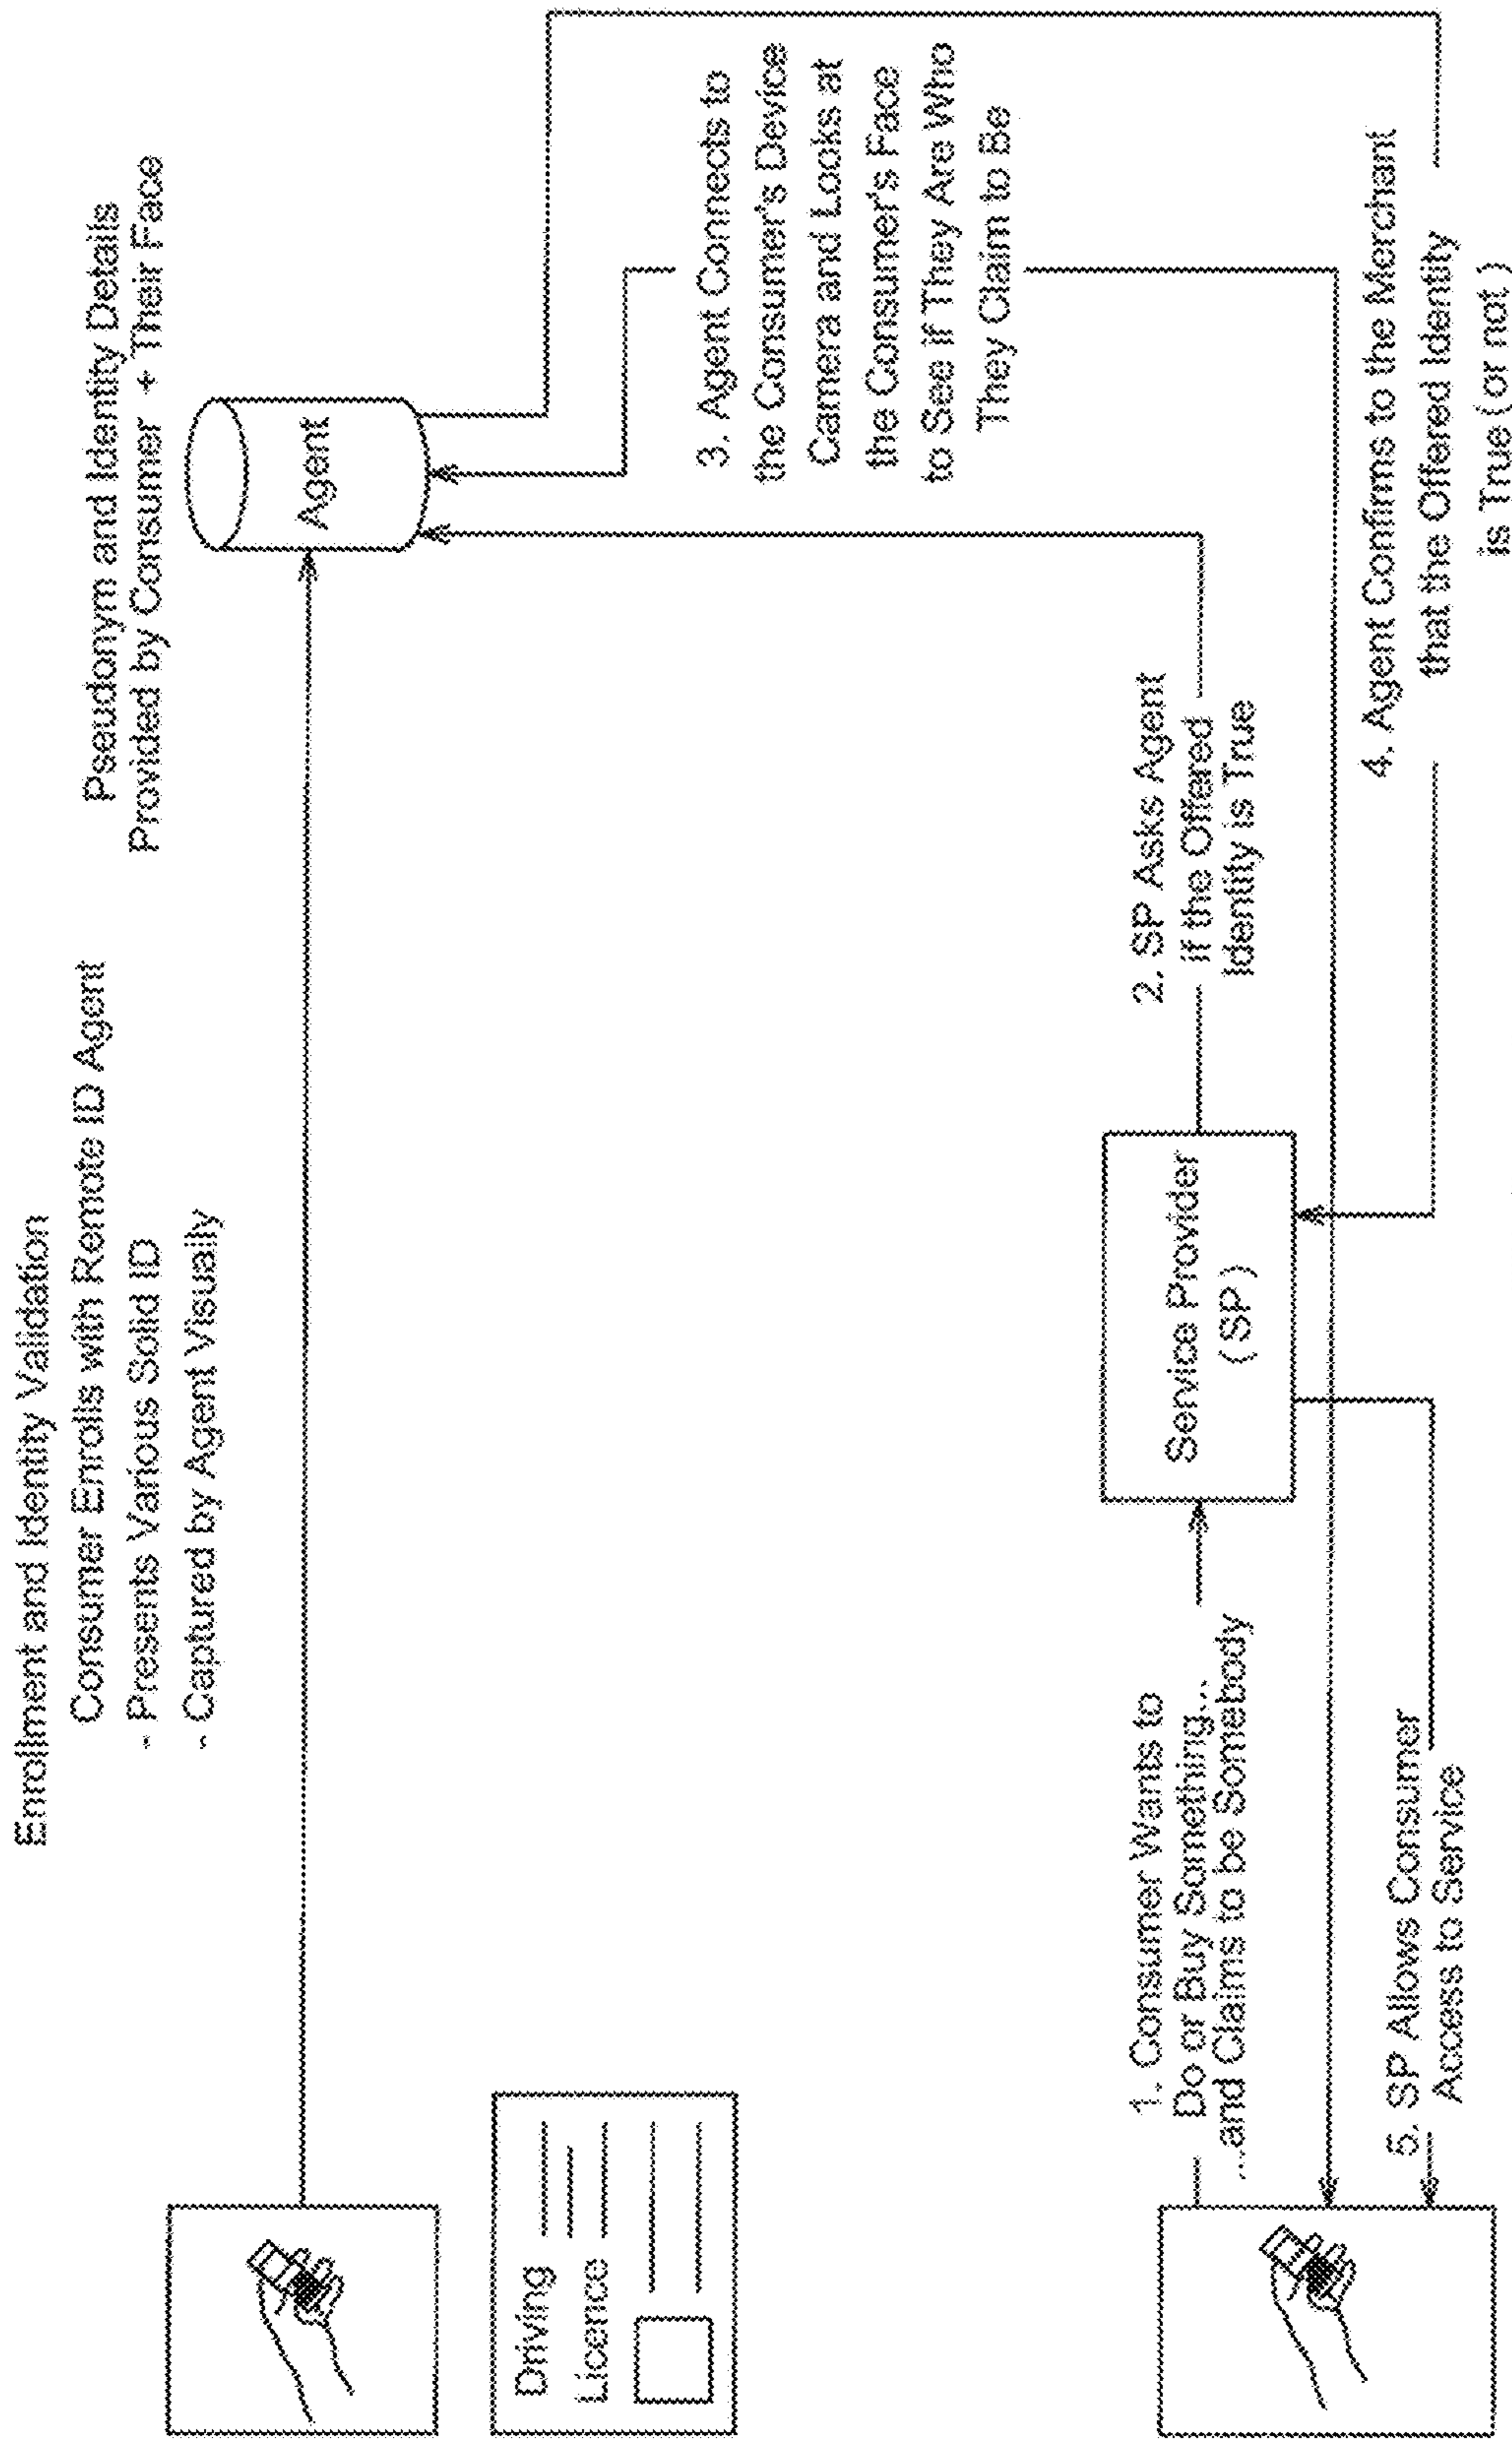 Enrollment and Identity Validation
Consumer Enrolls with Remote ID Agent
- Presents Various Solid ID
- Captured by Agent Visually
Pseudonym and Identity Details
Provided by Consumer + Their Face
Agent
Driving
Licence
3. Agent Connects to
the Consumer's Device
Camera and Looks at
the Consumer's Face
to See if They Are Who
They Claim to Be
1. Consumer Wants to
Do or Buy Something...
...and Claims to be Somebody
Service Provider
(SP)
2. SP Asks Agent
if the Offered
Identity is True
4. Agent Confirms to the Merchant
that the Offered Identity
is True (or not)
5. SP Allows Consumer
Access to Service